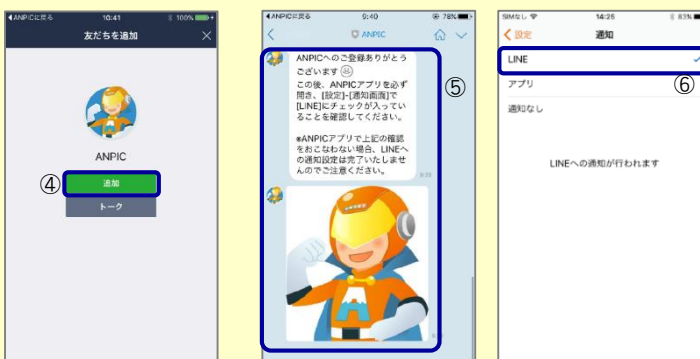 ◀ANPICに戻る 10:41 100%
友だちを追加 ×
ANPIC
④
追加
トーク
◀ANPICに戻る 9:40 78%
ANPIC
⑤
ANPICへのご登録ありがとう
ございます
この後、ANPICアプリを必ず
開き、[設定]-[通知画面]で
[LINE]にチェックが入ってい
ることを確認してください。
※ANPICアプリで上記の確認
をおこなわない場合、LINEへ
の通知設定は完了いたしませ
んのでご注意ください。
9:39
SIMなし 14:25 83%
設定 通知
LINE
⑥
アプリ
通知なし
LINEへの通知が行われます